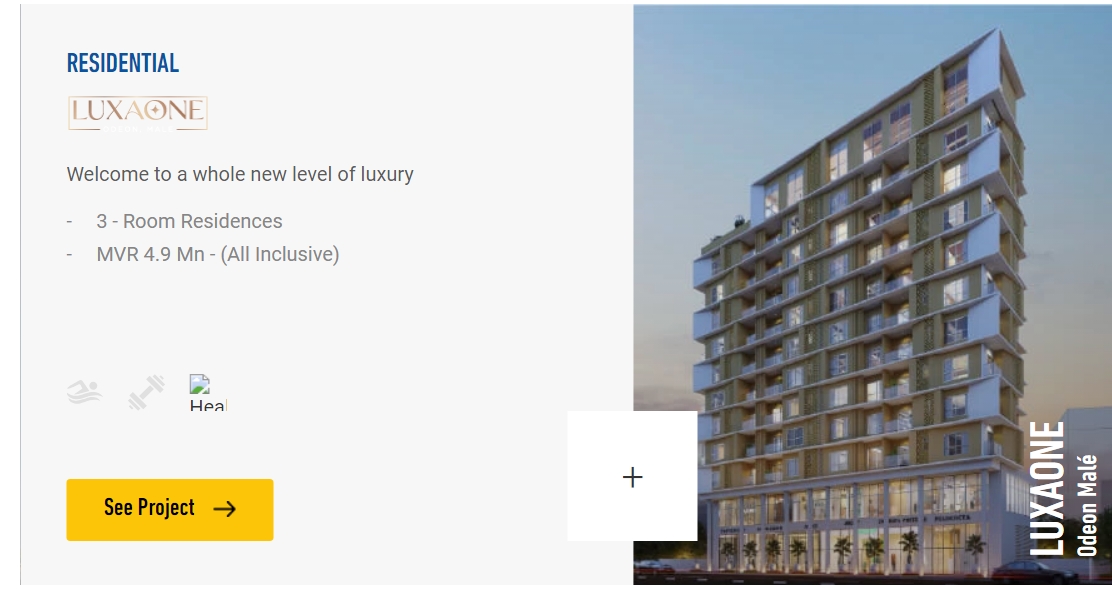 RESIDENTIAL
LUXAONE
Welcome to a whole new level of luxury
- 3 - Room Residences
- MVR 4.9 Mn - (All Inclusive)
Heal
See Project →
+
LUXAONE
Odeon Malé